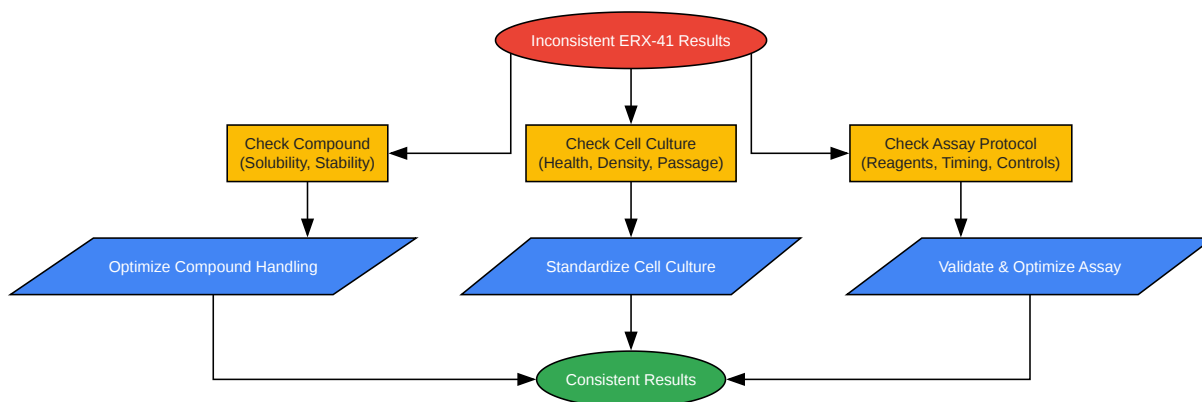 Inconsistent ERX-41 Results
Check Compound
(Solubility, Stability)
Check Cell Culture
(Health, Density, Passage)
Check Assay Protocol
(Reagents, Timing, Controls)
Optimize Compound Handling
Standardize Cell Culture
Validate & Optimize Assay
Consistent Results